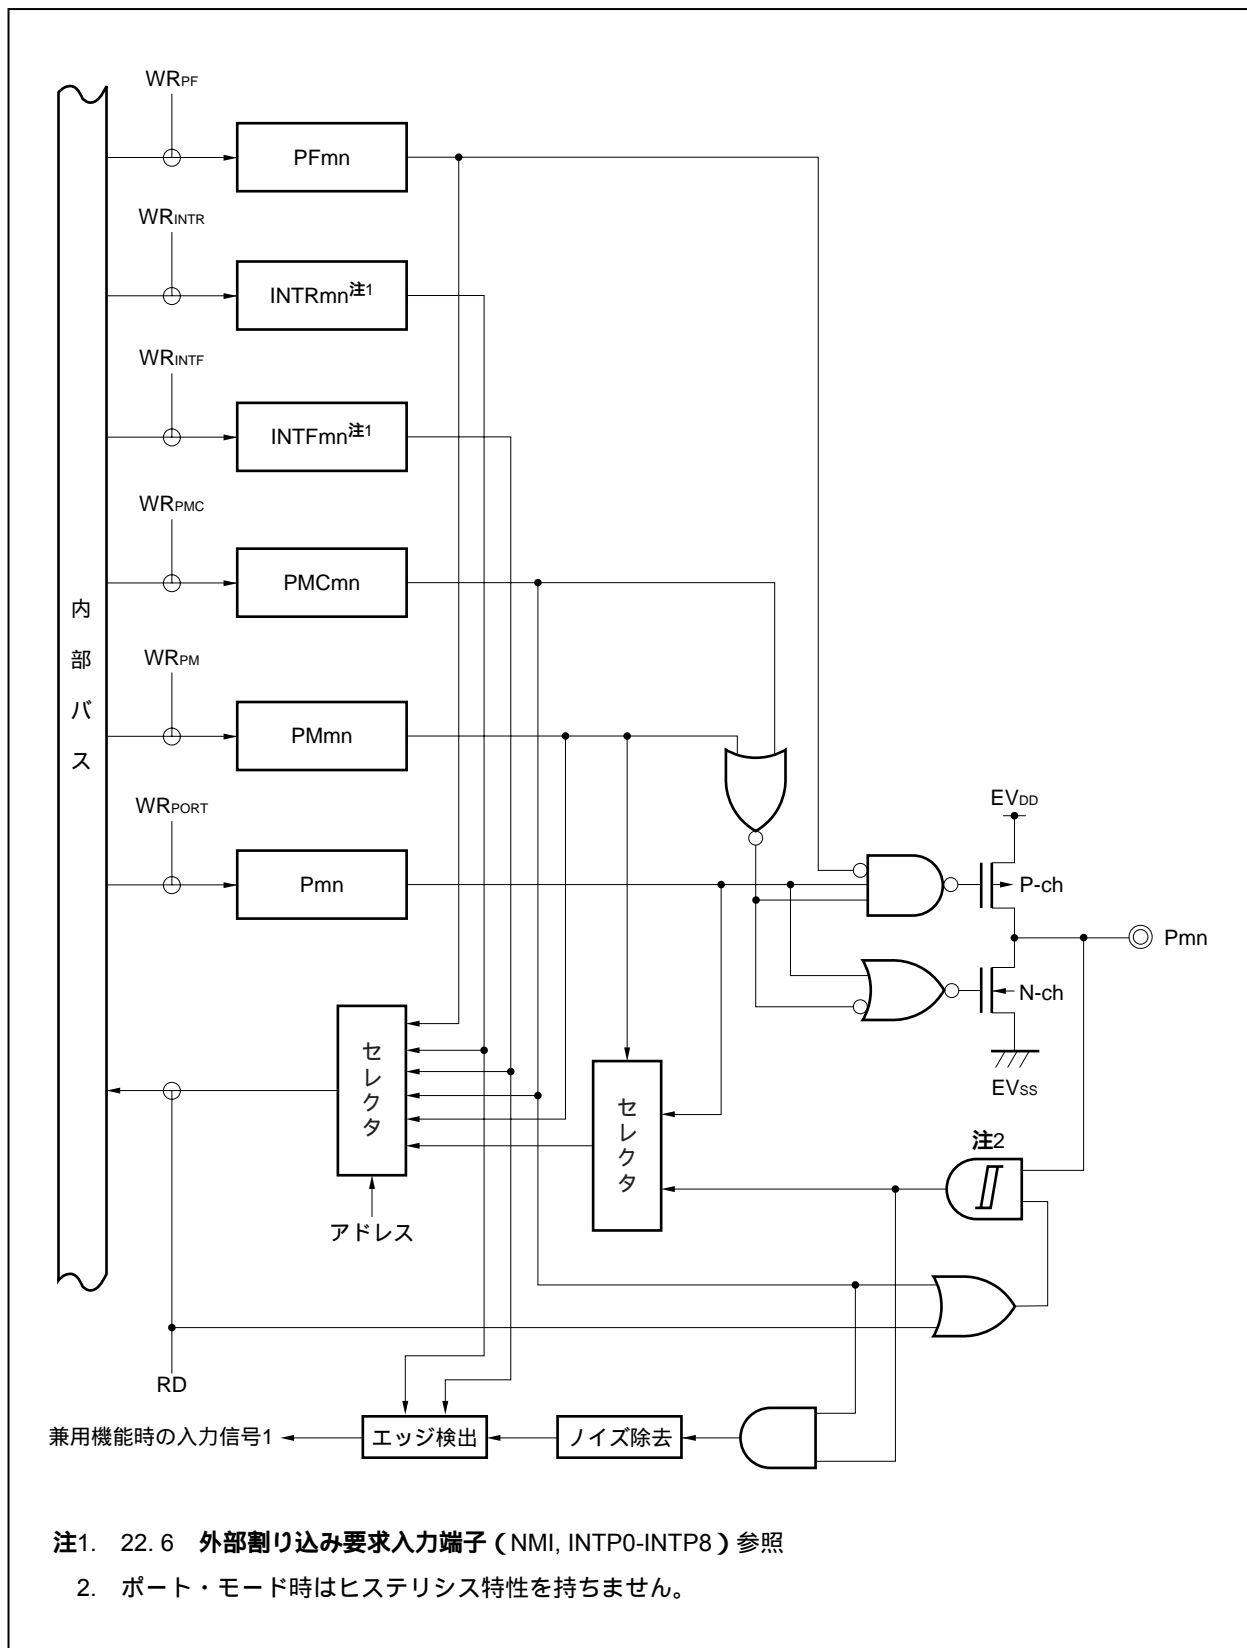 WRPF
PFmn
WRINTR
INTRmn注1
WRINTF
INTFmn注1
WRPMC
PMCmn
内部バス
WRPM
PMmn
WRPORT
Pmn
EVDD
P-ch
Pmn
N-ch
EVSS
セレクタ
セレクタ
注2
アドレス
RD
兼用機能時の入力信号1
エッジ検出
ノイズ除去
注1. 22. 6 外部割り込み要求入力端子（NMI, INTP0-INTP8）参照
2. ポート・モード時はヒステリシス特性を持ちません。